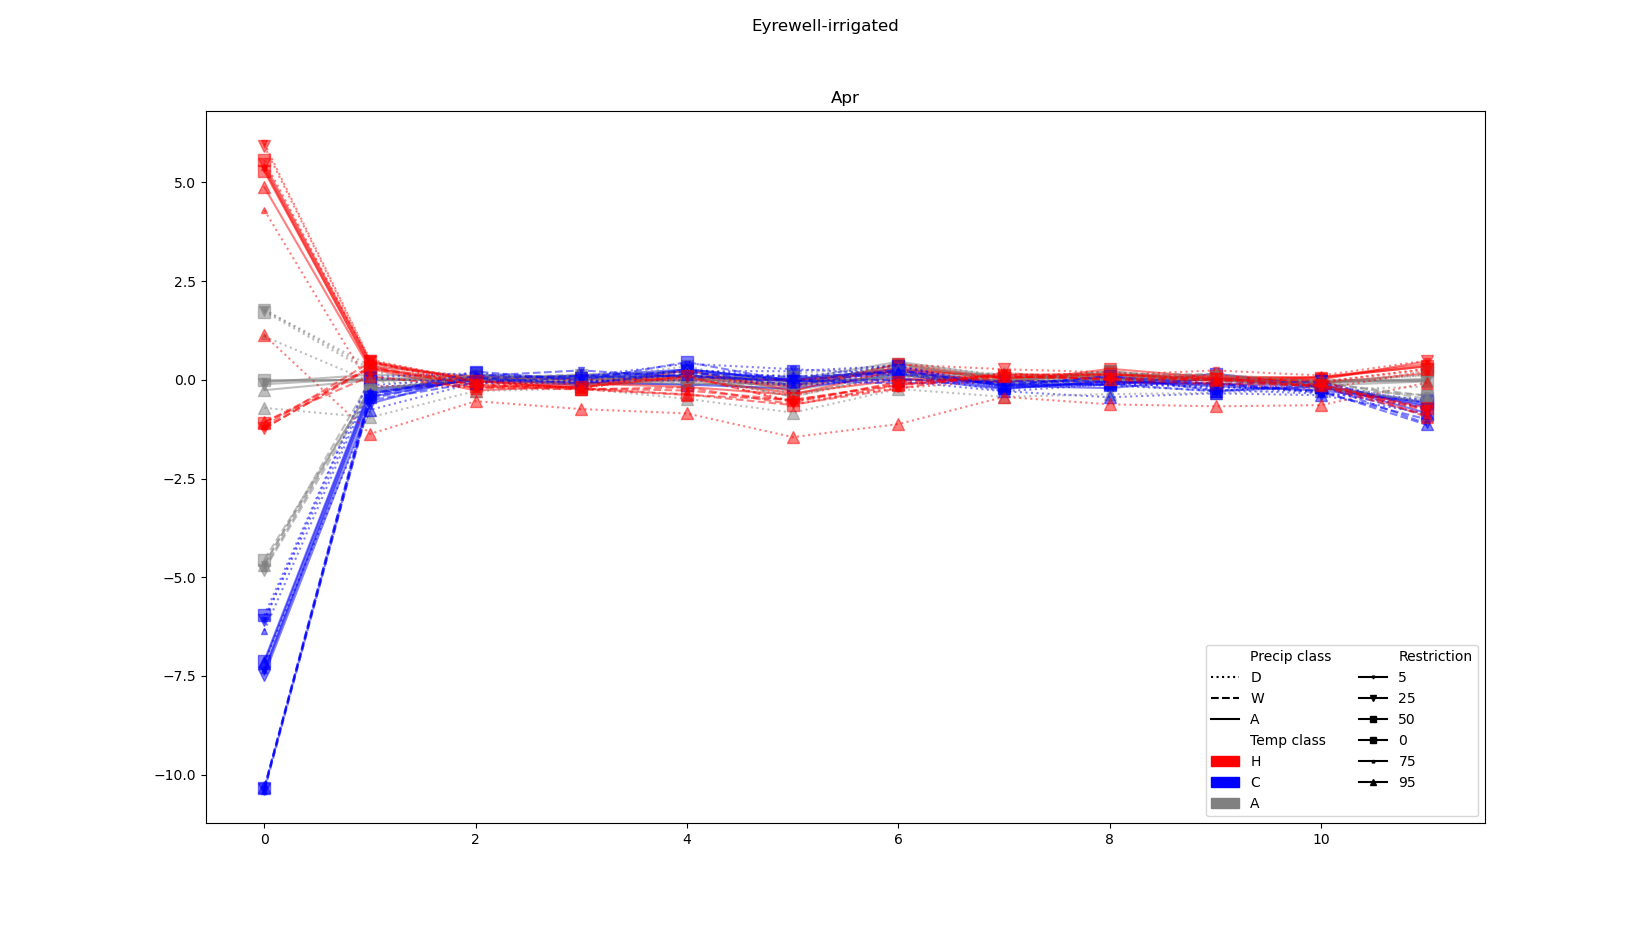 Eyrewell-irrigated
Apr
5.0
2.5
0.0
−2.5
−5.0
−7.5
−10.0
0
2
4
6
8
10
Precip class
D
W
A
Temp class
H
C
A
Restriction
5
25
50
0
75
95